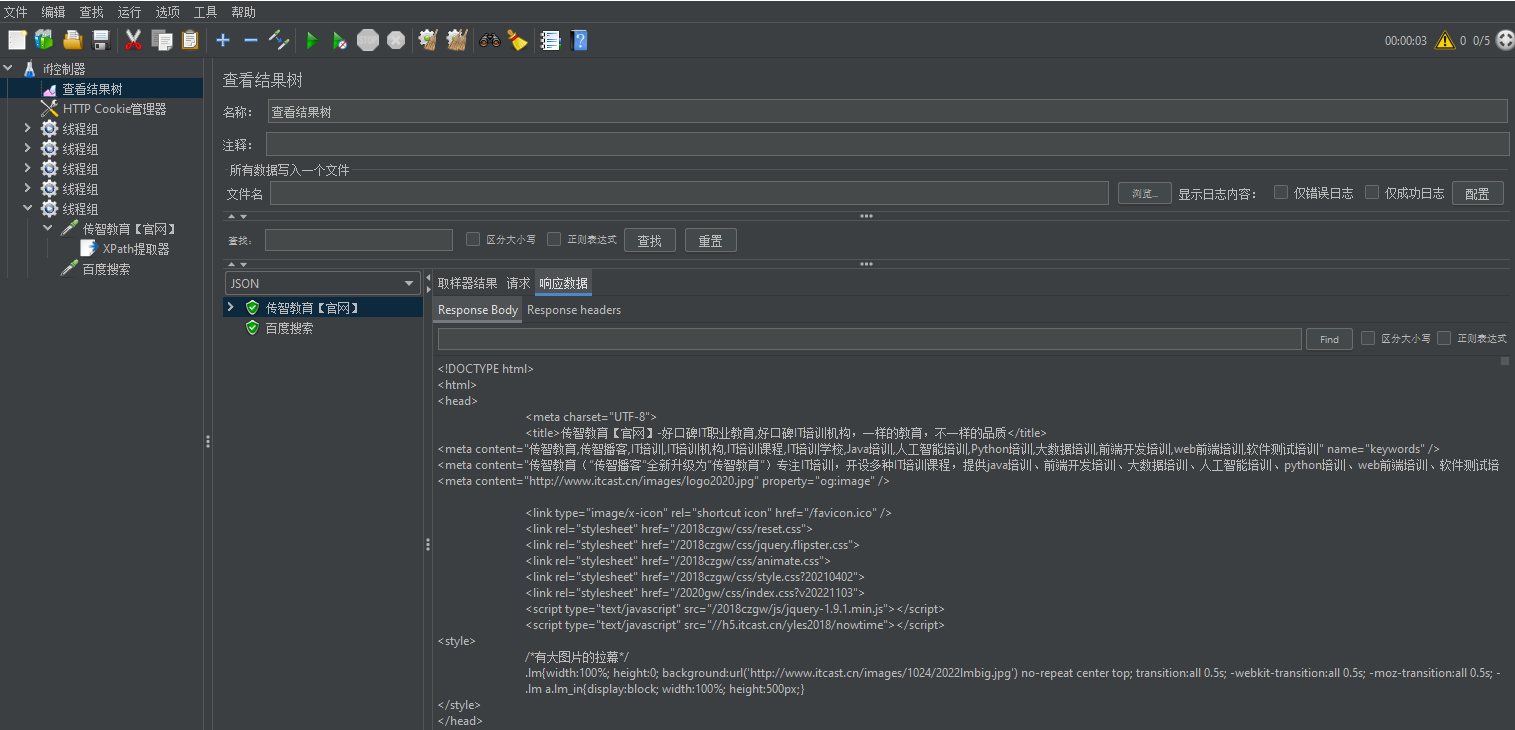 文件 编辑 查找 运行 选项 工具 帮助
STOP
00:00:03 0 0/5
if控制器
查看结果树
HTTP Cookie管理器
线程组
线程组
线程组
线程组
线程组
传智教育【官网】
XPath提取器
百度搜索
查看结果树
名称： 查看结果树
注释：
所有数据写入一个文件
文件名 浏览... 显示日志内容： 仅错误日志 仅成功日志 配置
查找: 区分大小写 正则表达式 查找 重置
JSON
传智教育【官网】
百度搜索
取样器结果 请求 响应数据
Response Body Response headers
Find 区分大小写 正则表达式
<!DOCTYPE html>
<html>
<head>
<meta charset="UTF-8">
<title>传智教育【官网】-好口碑IT职业教育,好口碑IT培训机构，一样的教育，不一样的品质</title>
<meta content="传智教育,传智播客,IT培训,IT培训机构,IT培训课程,IT培训学校,Java培训,人工智能培训,Python培训,大数据培训,前端开发培训,web前端培训,软件测试培训" name="keywords" />
<meta content="传智教育（“传智播客”全新升级为“传智教育”）专注IT培训，开设多种IT培训课程，提供java培训、前端开发培训、大数据培训、人工智能培训、python培训、web前端培训、软件测试培
<meta content="http://www.itcast.cn/images/logo2020.jpg" property="og:image" />
<link type="image/x-icon" rel="shortcut icon" href="/favicon.ico" />
<link rel="stylesheet" href="/2018czgw/css/reset.css">
<link rel="stylesheet" href="/2018czgw/css/jquery.flipster.css">
<link rel="stylesheet" href="/2018czgw/css/animate.css">
<link rel="stylesheet" href="/2018czgw/css/style.css?20210402">
<link rel="stylesheet" href="/2020gw/css/index.css?v20221103">
<script type="text/javascript" src="/2018czgw/js/jquery-1.9.1.min.js"></script>
<script type="text/javascript" src="//h5.itcast.cn/yles2018/nowtime"></script>
<style>
/*有大图片的拉幕*/
.lm{width:100%; height:0; background:url('http://www.itcast.cn/images/1024/2022lmbig.jpg') no-repeat center top; transition:all 0.5s; -webkit-transition:all 0.5s; -moz-transition:all 0.5s; -
.lm a.lm_in{display:block; width:100%; height:500px;}
</style>
</head>